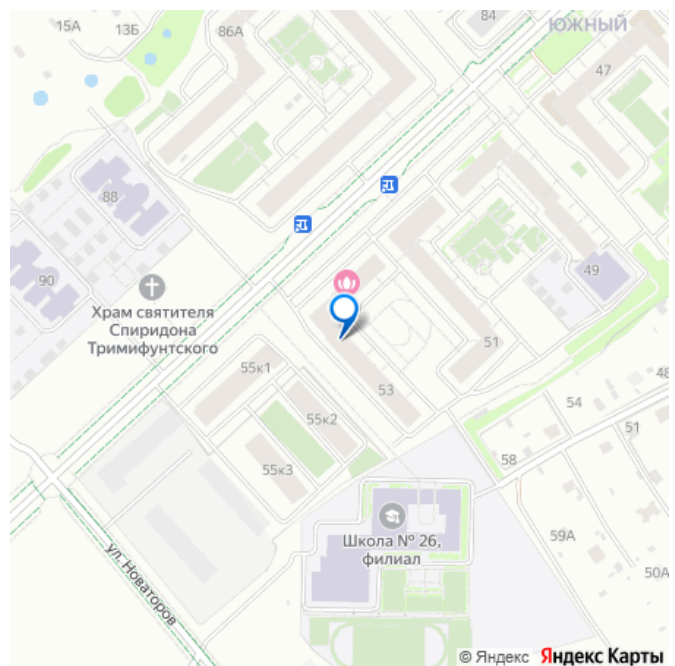 15А
13Б
86А
84
ЮЖНЫЙ
47
88
90
49
Храм святителя
Спиридона
Тримифунтского
51
55к1
53
48
55к2
54
51
55к3
58
Школа № 26,
филиал
59А
50А
ул. Новаторов
© Яндекс Яндекс Карты